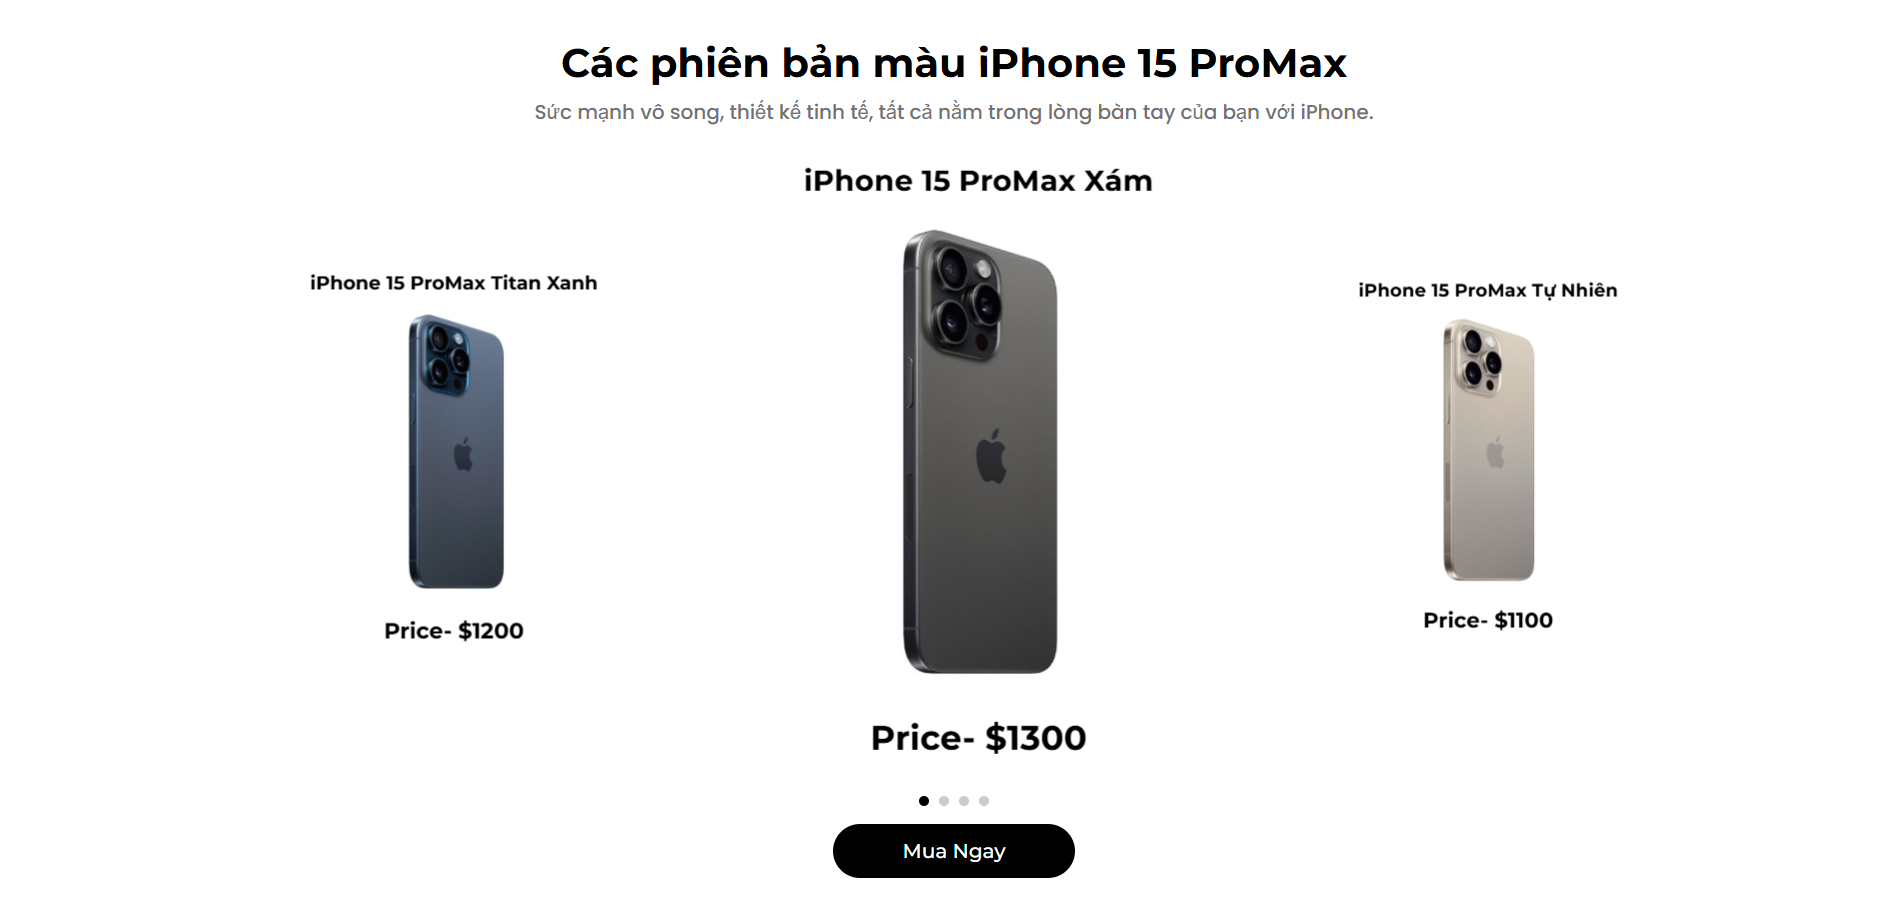 Các phiên bản màu iPhone 15 ProMax
Sức mạnh vô song, thiết kế tinh tế, tất cả nằm trong lòng bàn tay của bạn với iPhone.
iPhone 15 ProMax Titan Xanh
Price- $1200
iPhone 15 ProMax Xám
Price- $1300
iPhone 15 ProMax Tự Nhiên
Price- $1100
Mua Ngay